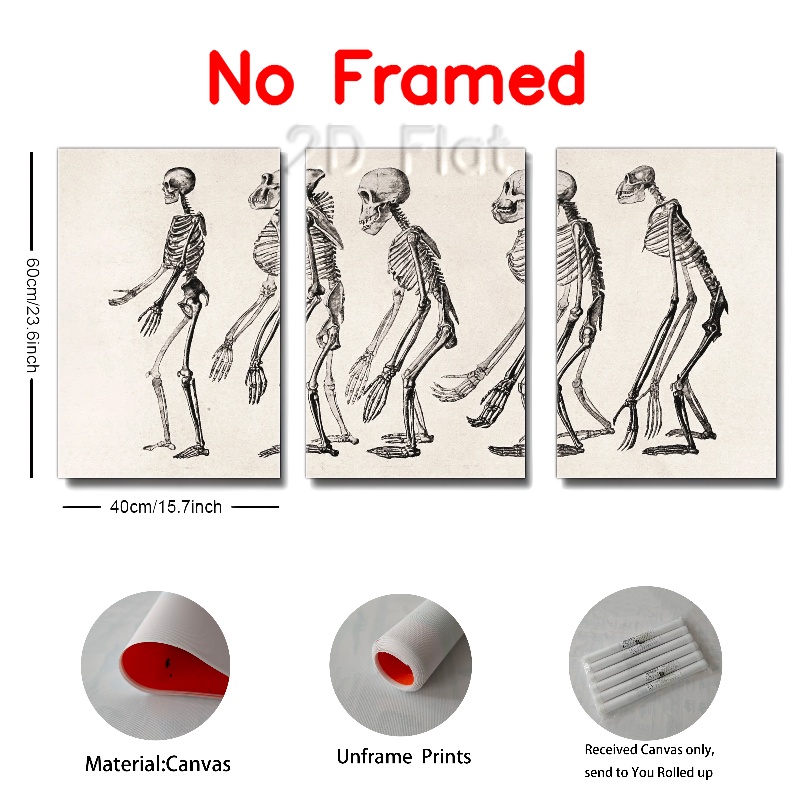 No Framed
2D Flat
60cm/23.6inch
40cm/15.7inch
Material:Canvas
Unframe Prints
Received Canvas only,
send to You Rolled up